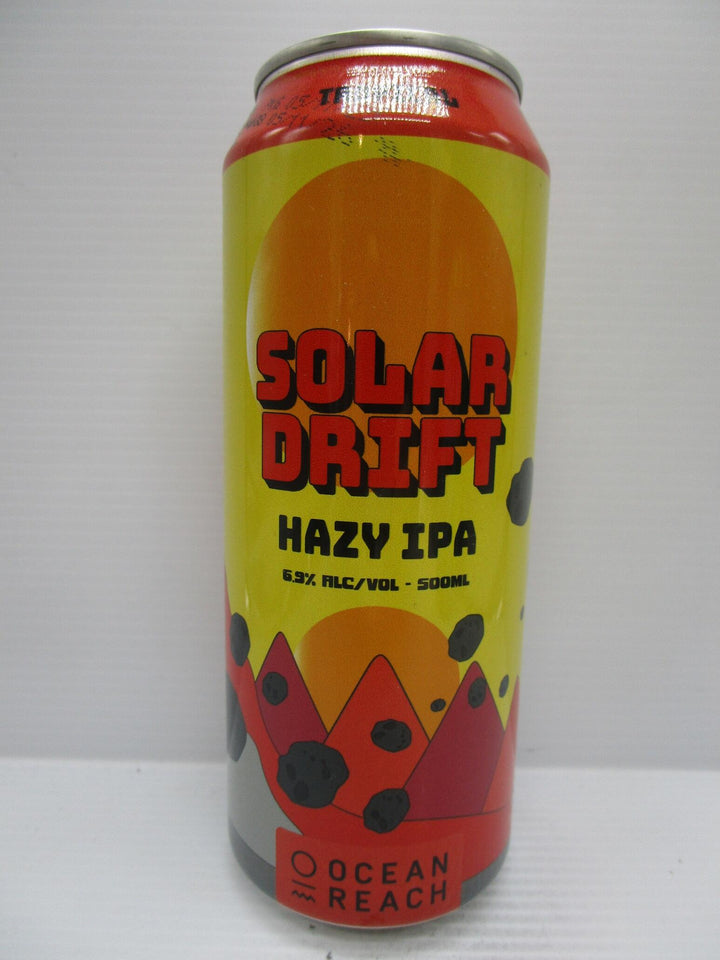 SOLAR
DRIFT
HAZY IPA
6.9% ALC/VOL - 500ML
OCEAN
REACH